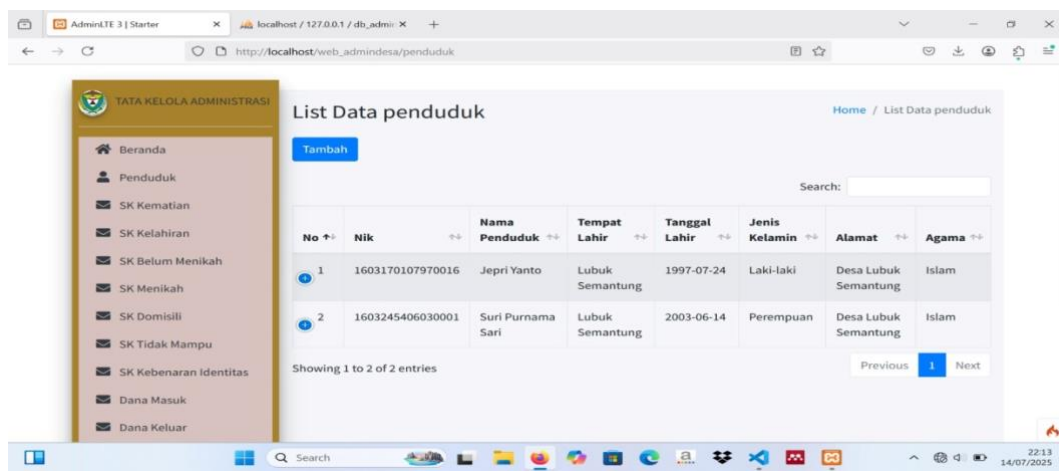 AdminLTE 3 | Starter
localhost / 127.0.0.1 / db_admin
http://localhost/web_admindesa/penduduk
TATA KELOLA ADMINISTRASI
Beranda
Penduduk
SK Kematian
SK Kelahiran
SK Belum Menikah
SK Menikah
SK Domisili
SK Tidak Mampu
SK Kebenaran Identitas
Dana Masuk
Dana Keluar
List Data penduduk
Home / List Data penduduk
Tambah
Search:
No Nik Nama Penduduk Tempat Lahir Tanggal Lahir Jenis Kelamin Alamat Agama
1 1603170107970016 Jepri Yanto Lubuk Semantung 1997-07-24 Laki-laki Desa Lubuk Semantung Islam
2 1603245406030001 Suri Purnama Sari Lubuk Semantung 2003-06-14 Perempuan Desa Lubuk Semantung Islam
Showing 1 to 2 of 2 entries
Previous 1 Next
Search
22:13
14/07/2025